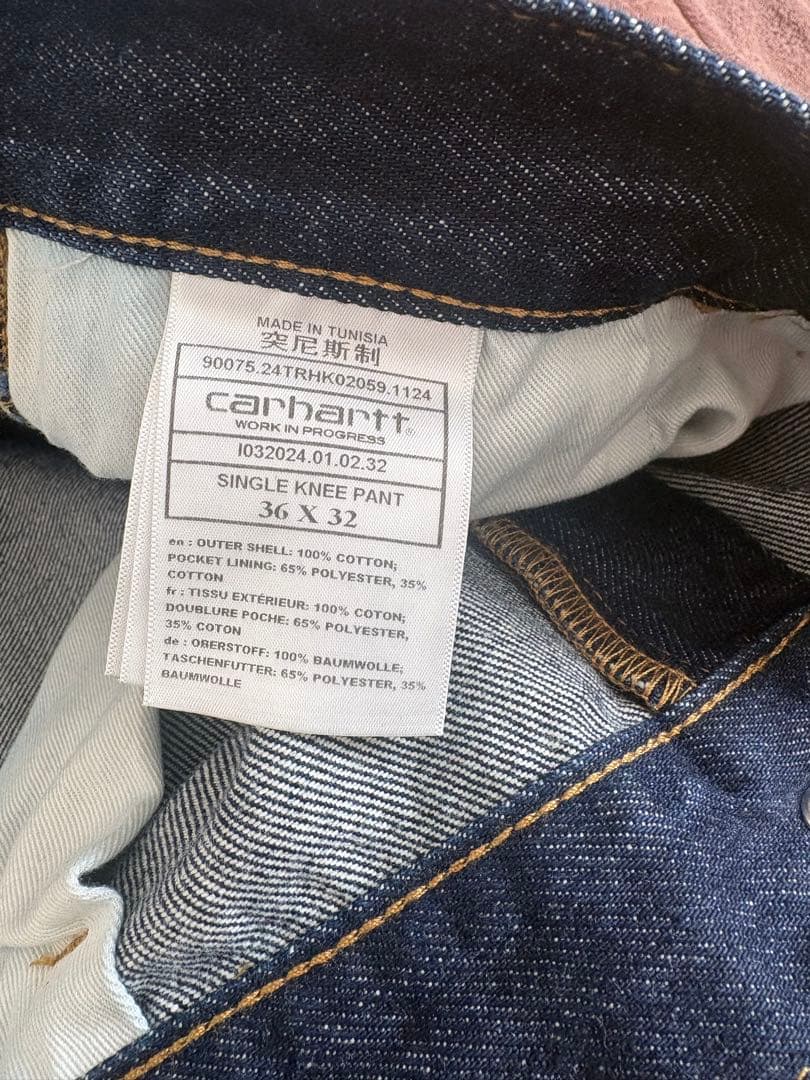 MADE IN TUNISIA
突尼斯制
90075.24TRHK02059.1124
carhartt®
WORK IN PROGRESS
I032024.01.02.32
SINGLE KNEE PANT
36 X 32
en : OUTER SHELL: 100% COTTON;
POCKET LINING: 65% POLYESTER, 35%
COTTON
fr : TISSU EXTÉRIEUR: 100% COTON;
DOUBLURE POCHE: 65% POLYESTER,
35% COTON
de : OBERSTOFF: 100% BAUMWOLLE;
TASCHENFUTTER: 65% POLYESTER, 35%
BAUMWOLLE